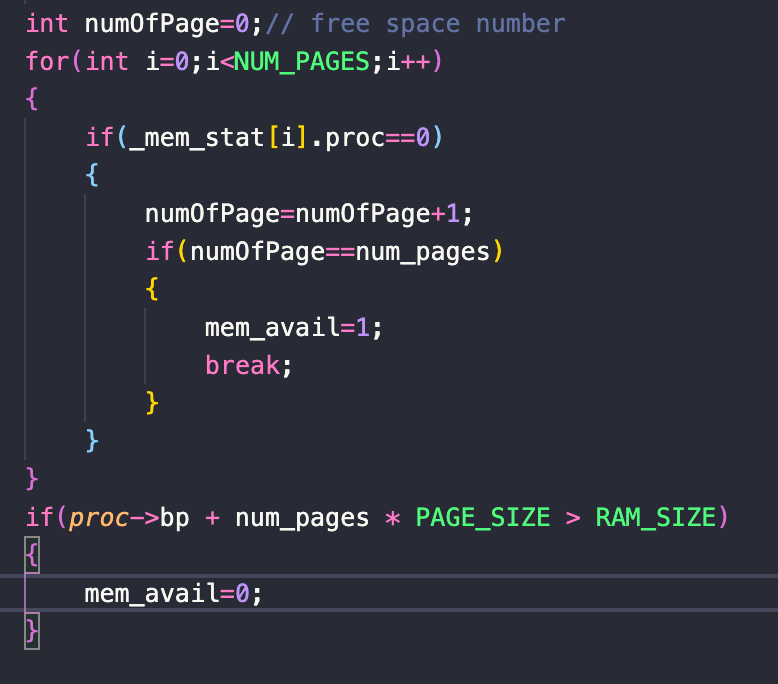 int numOfPage=0;// free space number
for(int i=0;i<NUM_PAGES;i++)
{
if(_mem_stat[i].proc==0)
{
numOfPage=numOfPage+1;
if(numOfPage==num_pages)
{
mem_avail=1;
break;
}
}
}
if(proc->bp + num_pages * PAGE_SIZE > RAM_SIZE)
{
mem_avail=0;
}